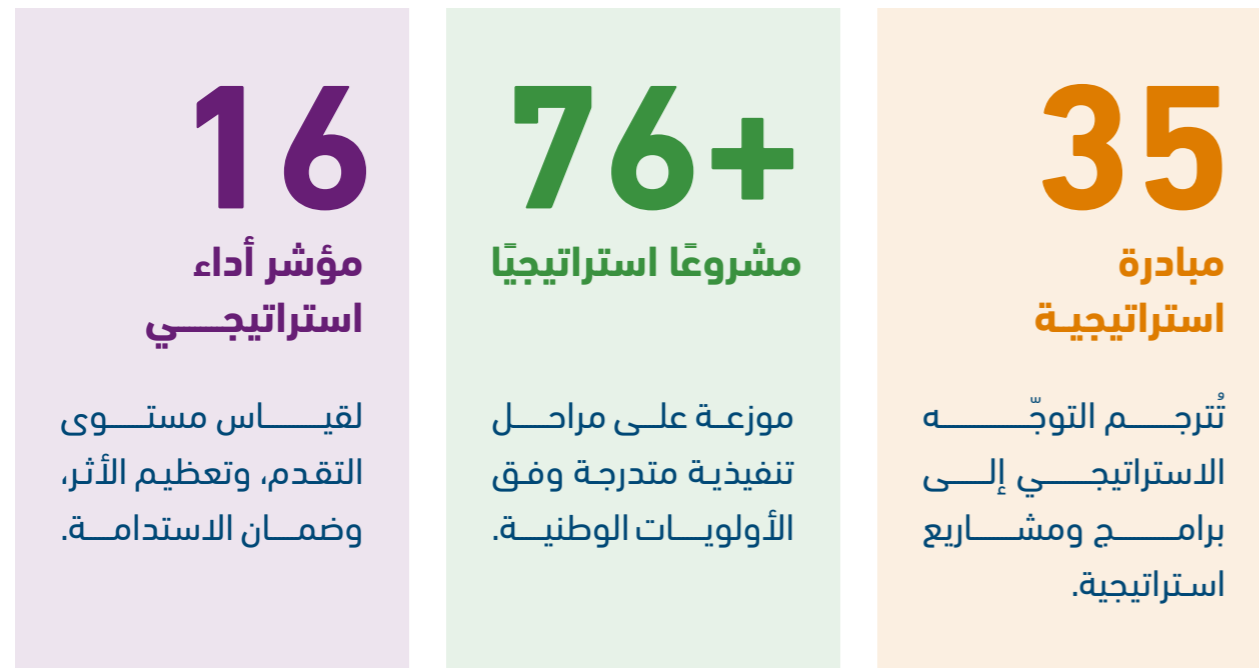 35
مبادرة
استراتيجية
تُترجم التوجّه
الاستراتيجي إلى
برامج ومشاريع
استراتيجية.
76+
مشروعًا استراتيجيًا
موزعة على مراحل
تنفيذية متدرجة وفق
الأولويات الوطنية.
16
مؤشر أداء
استراتيجي
لقياس مستوى
التقدم، وتعظيم الأثر،
وضمان الاستدامة.